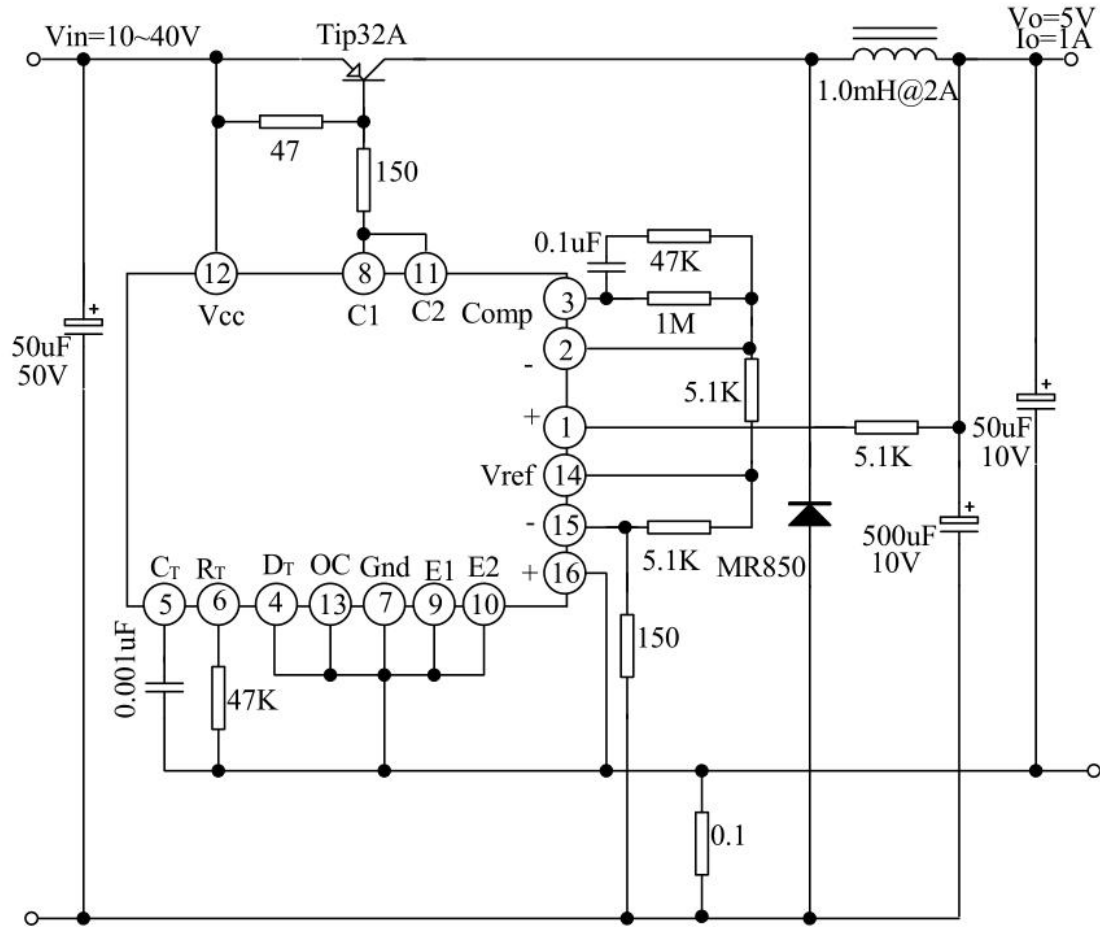 Vin=10~40V
Tip32A
Vo=5V
Io=1A
1.0mH@2A
47
150
0.1uF
47K
12
8
11
3
Vcc
C1
C2
Comp
1M
50uF
50V
+
2
-
5.1K
+
1
5.1K
50uF
10V
+
Vref
14
-
15
5.1K
MR850
500uF
10V
+
+
16
CT
RT
DT
OC
Gnd
E1
E2
5
6
4
13
7
9
10
0.001uF
47K
150
0.1